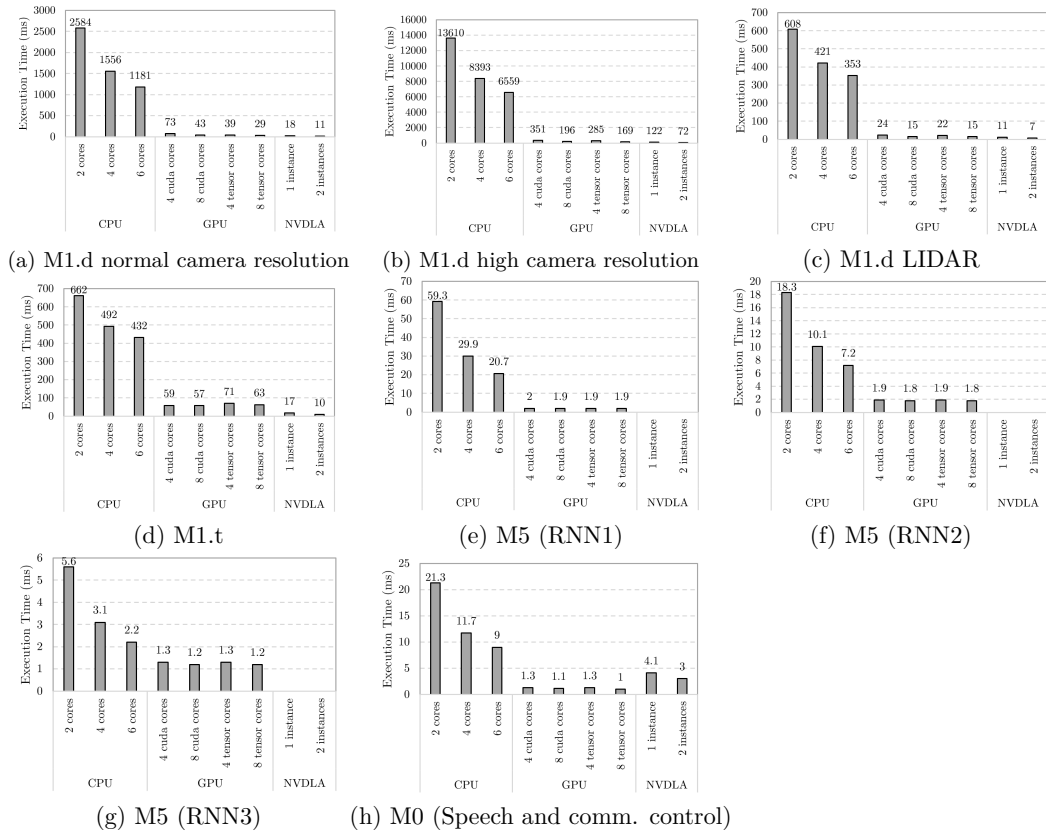 Execution Time (ms)
3000
2500
2000
1500
1000
500
0
2584
1556
1181
73
43
39
29
18
11
2 cores
4 cores
6 cores
4 cuda cores
8 cuda cores
4 tensor cores
8 tensor cores
1 instance
2 instances
CPU
GPU
NVDLA
(a) M1.d normal camera resolution
Execution Time (ms)
16000
14000
12000
10000
8000
6000
4000
2000
0
13610
8393
6559
351
196
285
169
122
72
2 cores
4 cores
6 cores
4 cuda cores
8 cuda cores
4 tensor cores
8 tensor cores
1 instance
2 instances
CPU
GPU
NVDLA
(b) M1.d high camera resolution
Execution Time (ms)
700
600
500
400
300
200
100
0
608
421
353
24
15
22
15
11
7
2 cores
4 cores
6 cores
4 cuda cores
8 cuda cores
4 tensor cores
8 tensor cores
1 instance
2 instances
CPU
GPU
NVDLA
(c) M1.d LIDAR
Execution Time (ms)
700
600
500
400
300
200
100
0
662
492
432
59
57
71
63
17
10
2 cores
4 cores
6 cores
4 cuda cores
8 cuda cores
4 tensor cores
8 tensor cores
1 instance
2 instances
CPU
GPU
NVDLA
(d) M1.t
Execution Time (ms)
70
60
50
40
30
20
10
0
59.3
29.9
20.7
2
1.9
1.9
1.9
2 cores
4 cores
6 cores
4 cuda cores
8 cuda cores
4 tensor cores
8 tensor cores
1 instance
2 instances
CPU
GPU
NVDLA
(e) M5 (RNN1)
Execution Time (ms)
20
18
16
14
12
10
8
6
4
2
0
18.3
10.1
7.2
1.9
1.8
1.9
1.8
2 cores
4 cores
6 cores
4 cuda cores
8 cuda cores
4 tensor cores
8 tensor cores
1 instance
2 instances
CPU
GPU
NVDLA
(f) M5 (RNN2)
Execution Time (ms)
6
5
4
3
2
1
0
5.6
3.1
2.2
1.3
1.2
1.3
1.2
2 cores
4 cores
6 cores
4 cuda cores
8 cuda cores
4 tensor cores
8 tensor cores
1 instance
2 instances
CPU
GPU
NVDLA
(g) M5 (RNN3)
Execution Time (ms)
25
20
15
10
5
0
21.3
11.7
9
1.3
1.1
1.3
1
4.1
3
2 cores
4 cores
6 cores
4 cuda cores
8 cuda cores
4 tensor cores
8 tensor cores
1 instance
2 instances
CPU
GPU
NVDLA
(h) M0 (Speech and comm. control)